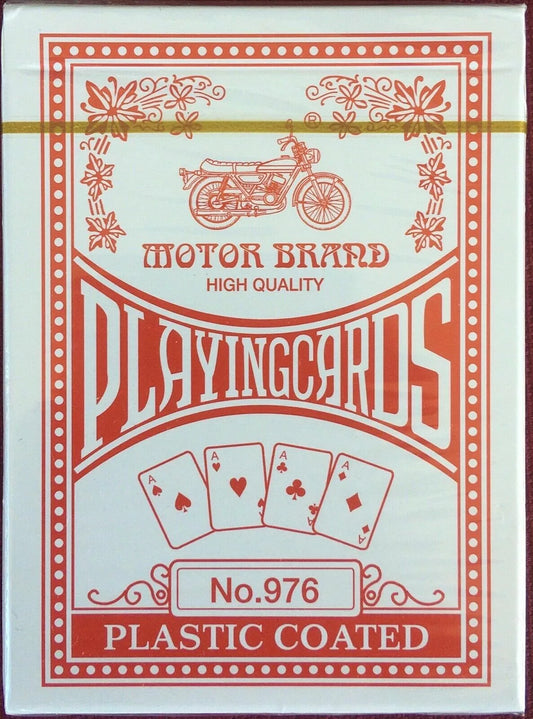 ®
MOTOR BRAND
HIGH QUALITY
PLAYINGCARDS
A A A A
A
No.976
PLASTIC COATED